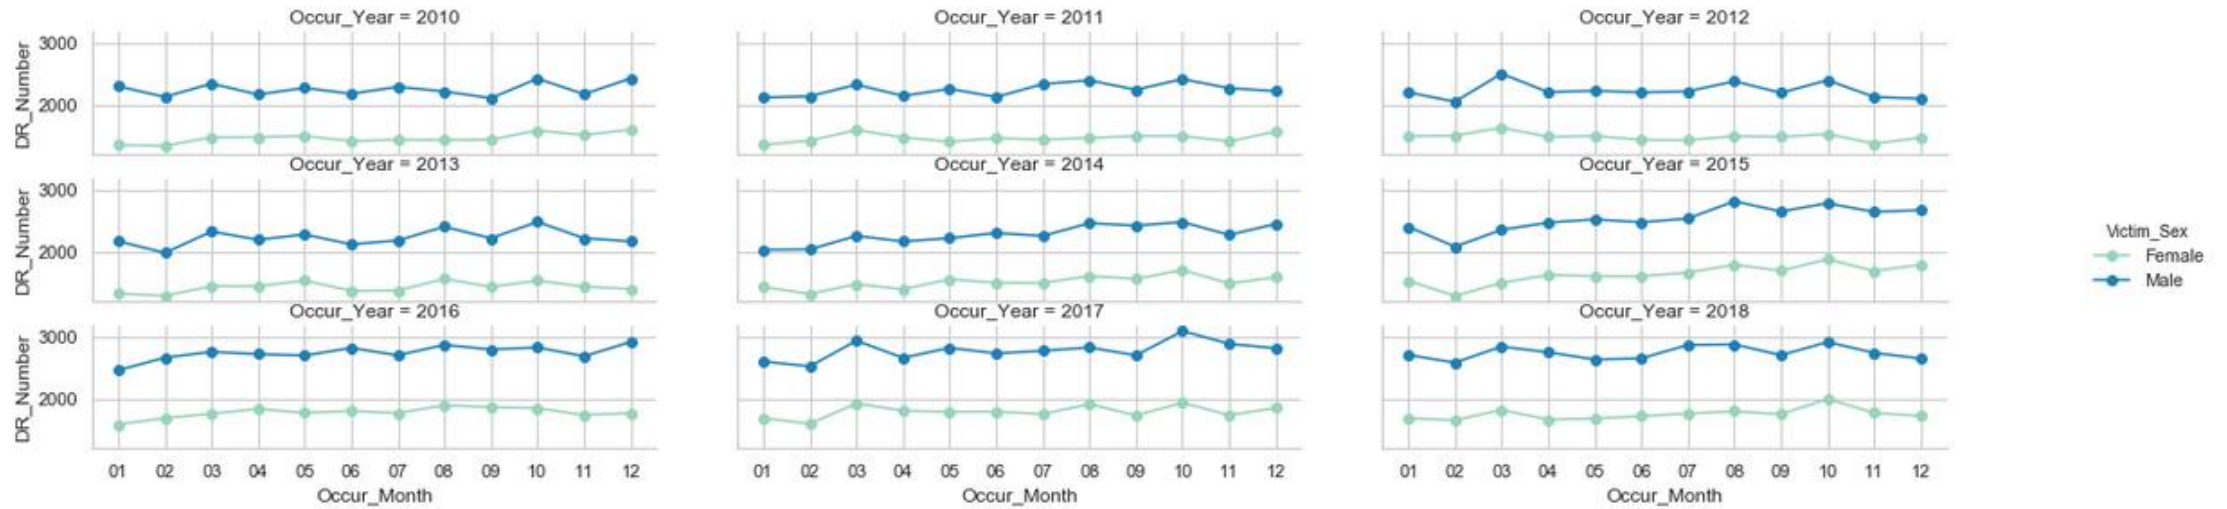 Occur_Year = 2010
Occur_Year = 2011
Occur_Year = 2012
3000
2000
DR_Number
Occur_Year = 2013
Occur_Year = 2014
Occur_Year = 2015
3000
2000
DR_Number
Victim_Sex
Female
Male
Occur_Year = 2016
Occur_Year = 2017
Occur_Year = 2018
3000
2000
DR_Number
01 02 03 04 05 06 07 08 09 10 11 12
01 02 03 04 05 06 07 08 09 10 11 12
01 02 03 04 05 06 07 08 09 10 11 12
Occur_Month
Occur_Month
Occur_Month